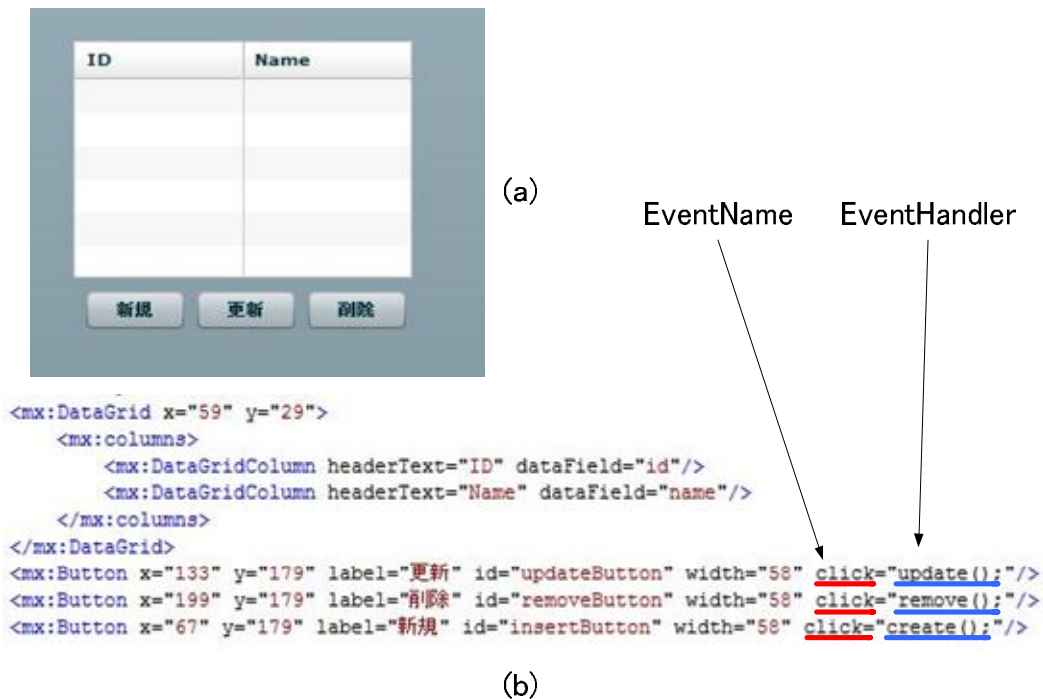 ID Name
(a)
EventName EventHandler
新規 更新 削除
<mx:DataGrid x="59" y="29">
<mx:columns>
<mx:DataGridColumn headerText="ID" dataField="id"/>
<mx:DataGridColumn headerText="Name" dataField="name"/>
</mx:columns>
</mx:DataGrid>
<mx:Button x="133" y="179" label="更新" id="updateButton" width="58" click="update();"/>
<mx:Button x="199" y="179" label="削除" id="removeButton" width="58" click="remove();"/>
<mx:Button x="67" y="179" label="新規" id="insertButton" width="58" click="create();"/>
(b)